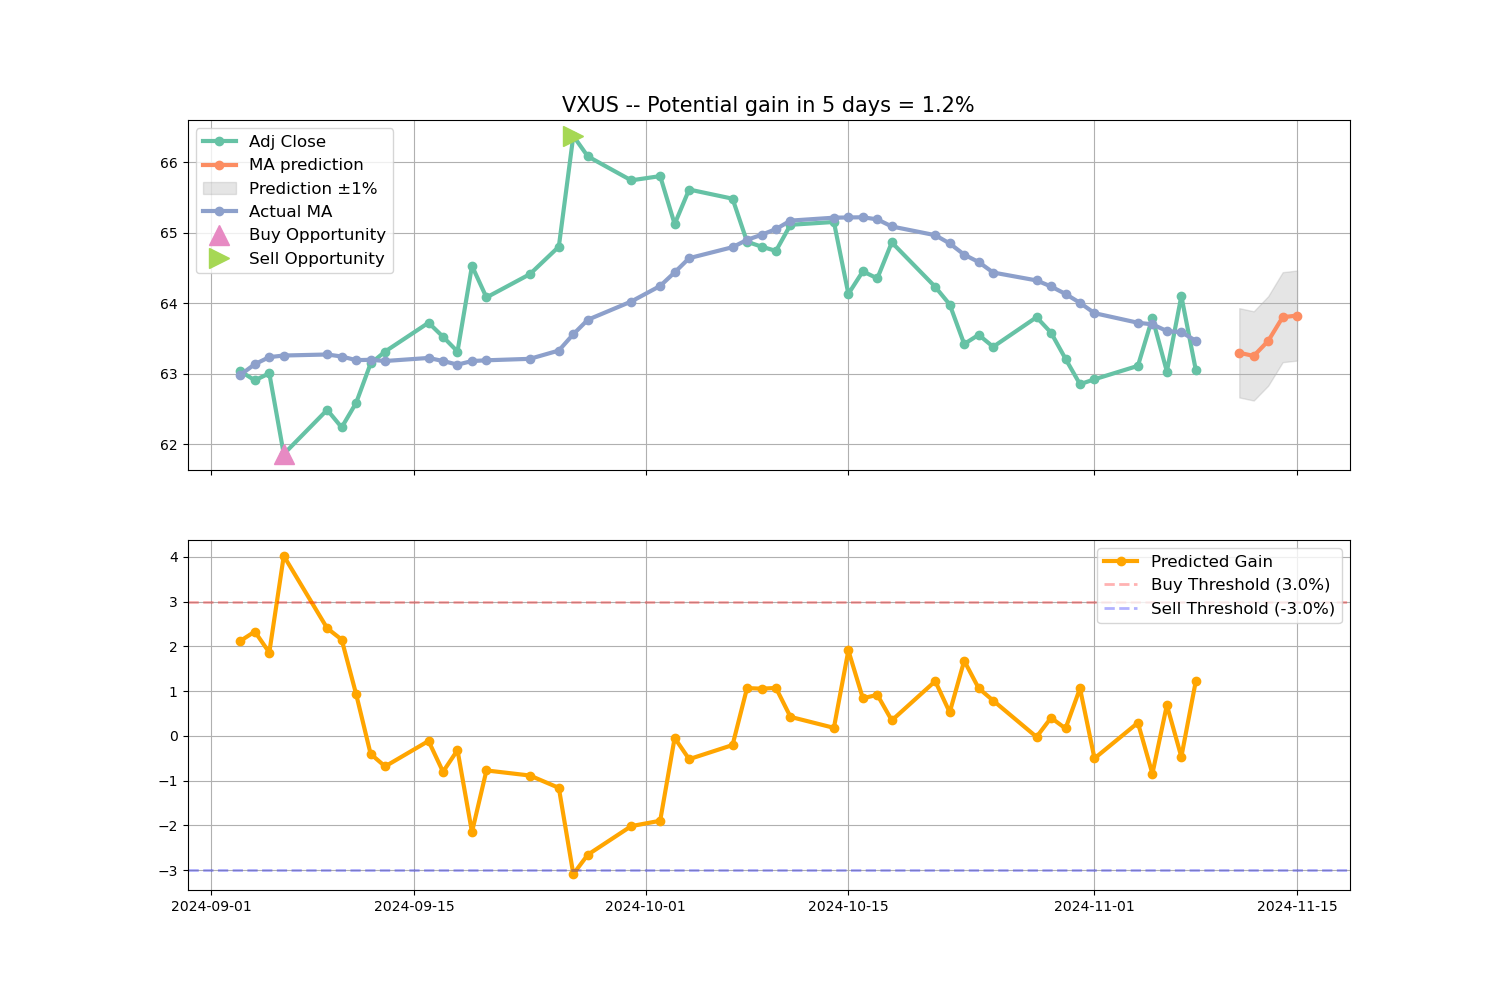 VXUS -- Potential gain in 5 days = 1.2%
Adj Close
MA prediction
Prediction ±1%
Actual MA
Buy Opportunity
Sell Opportunity
66
65
64
63
62
Predicted Gain
Buy Threshold (3.0%)
Sell Threshold (-3.0%)
4
3
2
1
0
−1
−2
−3
2024-09-01 2024-09-15 2024-10-01 2024-10-15 2024-11-01 2024-11-15